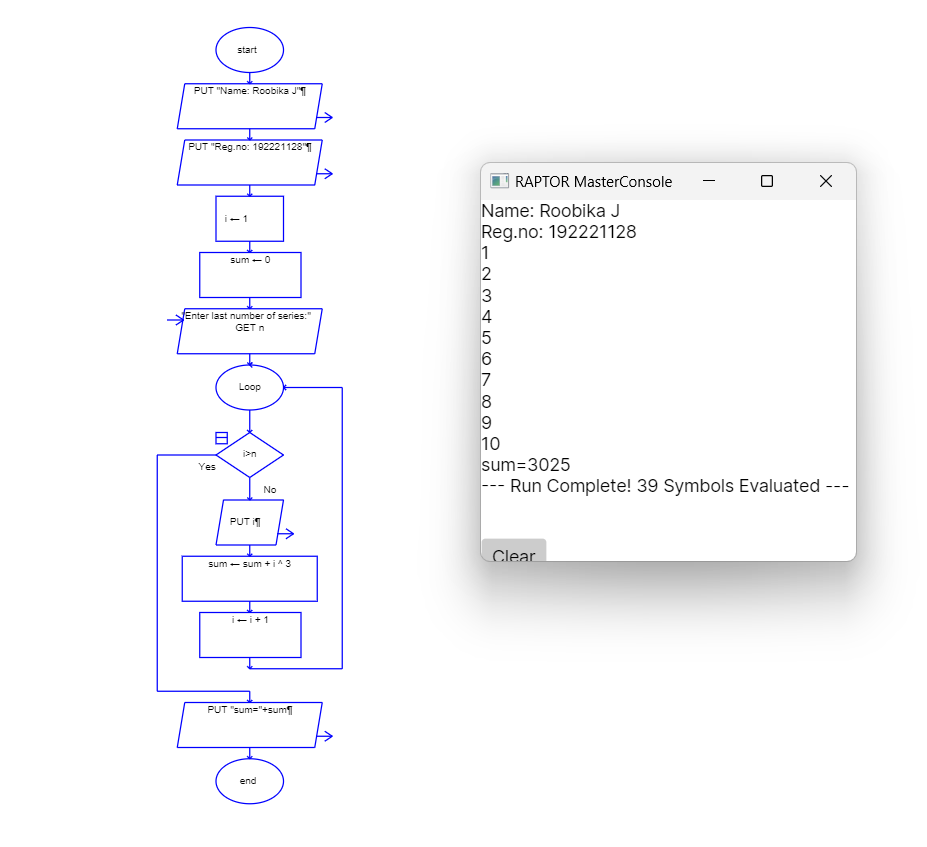 start
PUT "Name: Roobika J"¶
PUT "Reg.no: 192221128"¶
i ← 1
sum ← 0
"Enter last number of series:"
GET n
Loop
i>n
Yes
No
PUT i¶
sum ← sum + i ^ 3
i ← i + 1
PUT "sum="+sum¶
end
RAPTOR MasterConsole
Name: Roobika J
Reg.no: 192221128
1
2
3
4
5
6
7
8
9
10
sum=3025
--- Run Complete! 39 Symbols Evaluated ---
Clear